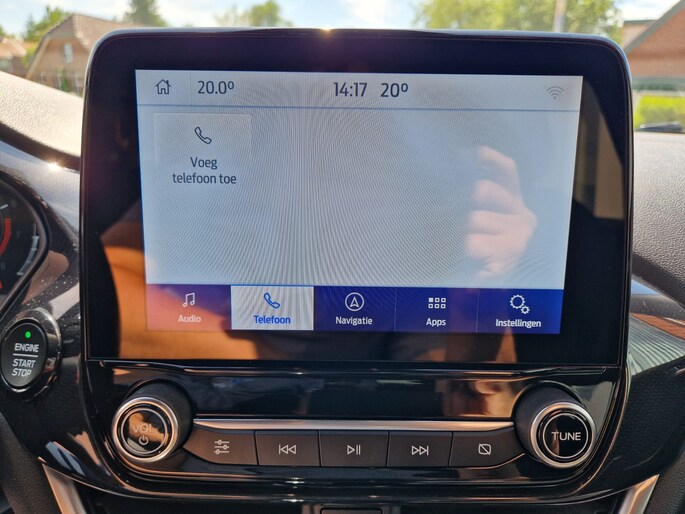 20.0º
14:17 20º
Voeg
telefoon toe
Audio
Telefoon
Navigatie
Apps
Instellingen
ENGINE
START
STOP
VOL
TUNE